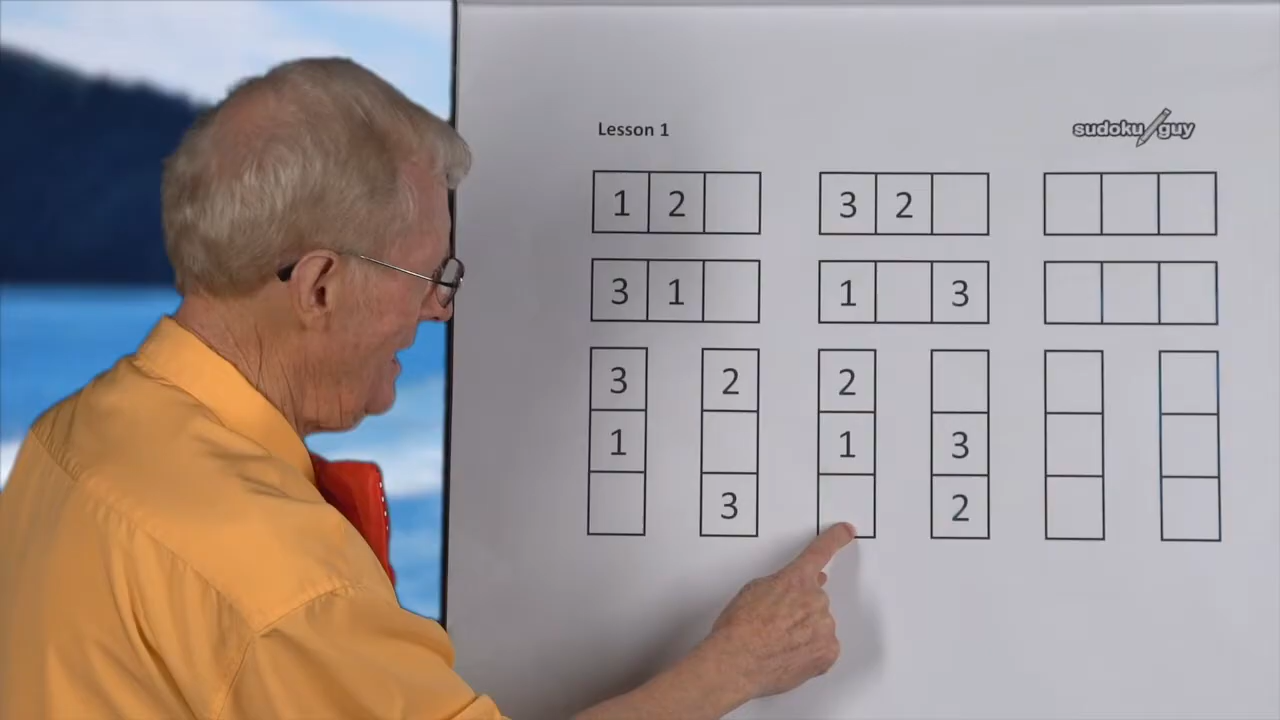 Lesson 1
sudoku guy
1 2
3 2
3 1
1 3
3 2 2
1 1 3
3 2